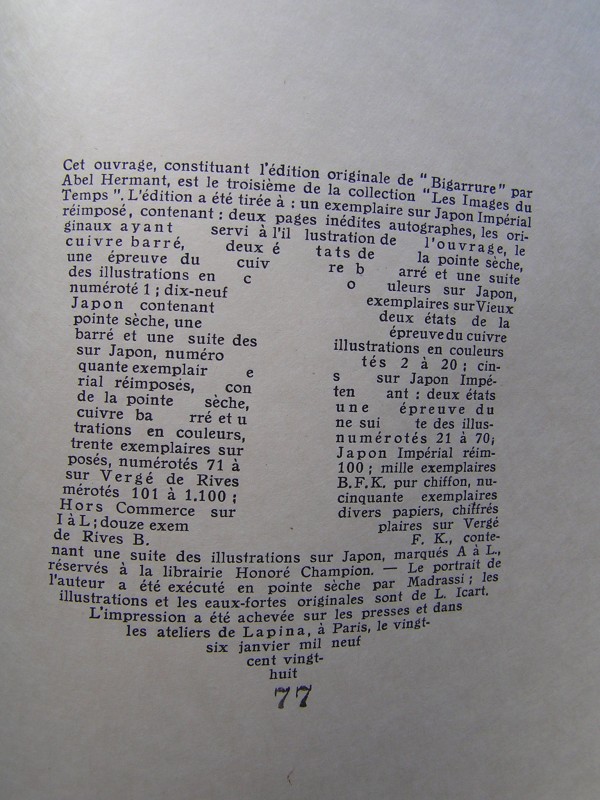 Cet ouvrage, constituant l'édition originale de "Bigarrure" par
Abel Hermant, est le troisième de la collection "Les Images du
Temps". L'édition a été tirée à : un exemplaire sur Japon Impérial
réimposé, contenant : deux pages inédites autographes, les ori-
ginaux ayant servi à l'il lustration de l'ouvrage, le
cuivre barré, deux é tats de la pointe sèche,
une épreuve du cuiv re b arré et une suite
des illustrations en c o uleurs sur Japon,
numéroté 1 ; dix-neuf exemplaires sur Vieux
Japon contenant deux états de la
pointe sèche, une épreuve du cuivre
barré et une suite des illustrations en couleurs
sur Japon, numéro tés 2 à 20 ; cin-
quante exemplair e s sur Japon Impé-
rial réimposés, con ten ant : deux états
de la pointe sèche, une épreuve du
cuivre ba rré et u ne sui te des illus-
trations en couleurs, numérotés 21 à 70;
trente exemplaires sur Japon Impérial réim-
posés, numérotés 71 à 100 ; mille exemplaires
sur Vergé de Rives B.F.K. pur chiffon, nu-
mérotés 101 à 1.100 ; cinquante exemplaires
Hors Commerce sur divers papiers, chiffrés
I à L ; douze exem plaires sur Vergé
de Rives B. F. K., conte-
nant une suite des illustrations sur Japon, marqués A à L,
réservés à la librairie Honoré Champion. — Le portrait de
l'auteur a été exécuté en pointe sèche par Madrassi ; les
illustrations et les eaux-fortes originales sont de L. Icart.
L'impression a été achevée sur les presses et dans
les ateliers de Lapina, à Paris, le vingt-
six janvier mil neuf
cent vingt-
huit
77